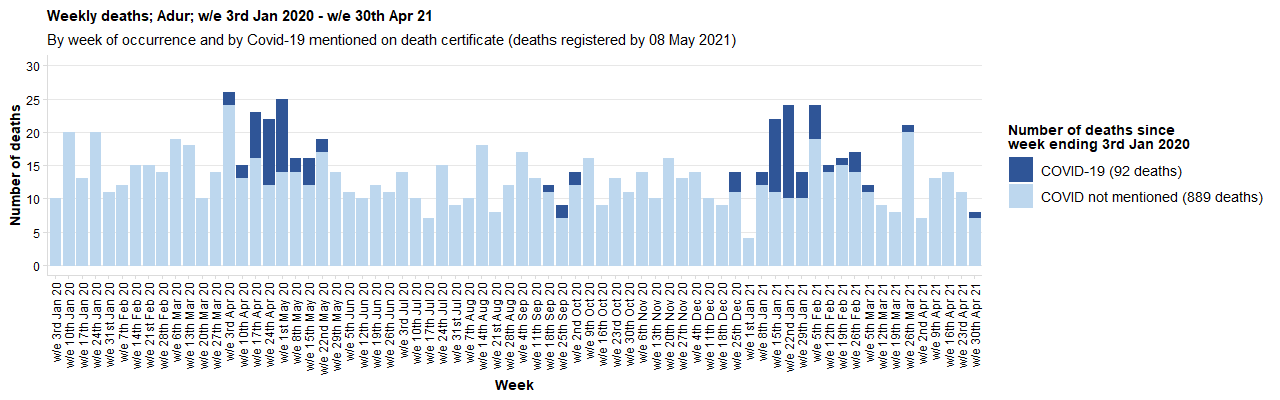 Weekly deaths; Adur; w/e 3rd Jan 2020 - w/e 30th Apr 21
By week of occurrence and by Covid-19 mentioned on death certificate (deaths registered by 08 May 2021)
Number of deaths
30
25
20
15
10
5
0
w/e 3rd Jan 20
w/e 10th Jan 20
w/e 17th Jan 20
w/e 24th Jan 20
w/e 31st Jan 20
w/e 7th Feb 20
w/e 14th Feb 20
w/e 21st Feb 20
w/e 28th Feb 20
w/e 6th Mar 20
w/e 13th Mar 20
w/e 20th Mar 20
w/e 27th Mar 20
w/e 3rd Apr 20
w/e 10th Apr 20
w/e 17th Apr 20
w/e 24th Apr 20
w/e 1st May 20
w/e 8th May 20
w/e 15th May 20
w/e 22nd May 20
w/e 29th May 20
w/e 5th Jun 20
w/e 12th Jun 20
w/e 19th Jun 20
w/e 26th Jun 20
w/e 3rd Jul 20
w/e 10th Jul 20
w/e 17th Jul 20
w/e 24th Jul 20
w/e 31st Jul 20
w/e 7th Aug 20
w/e 14th Aug 20
w/e 21st Aug 20
w/e 28th Aug 20
w/e 4th Sep 20
w/e 11th Sep 20
w/e 18th Sep 20
w/e 25th Sep 20
w/e 2nd Oct 20
w/e 9th Oct 20
w/e 16th Oct 20
w/e 23rd Oct 20
w/e 30th Oct 20
w/e 6th Nov 20
w/e 13th Nov 20
w/e 20th Nov 20
w/e 27th Nov 20
w/e 4th Dec 20
w/e 11th Dec 20
w/e 18th Dec 20
w/e 25th Dec 20
w/e 1st Jan 21
w/e 8th Jan 21
w/e 15th Jan 21
w/e 22nd Jan 21
w/e 29th Jan 21
w/e 5th Feb 21
w/e 12th Feb 21
w/e 19th Feb 21
w/e 26th Feb 21
w/e 5th Mar 21
w/e 12th Mar 21
w/e 19th Mar 21
w/e 26th Mar 21
w/e 2nd Apr 21
w/e 9th Apr 21
w/e 16th Apr 21
w/e 23rd Apr 21
w/e 30th Apr 21
Week
Number of deaths since
week ending 3rd Jan 2020
COVID-19 (92 deaths)
COVID not mentioned (889 deaths)